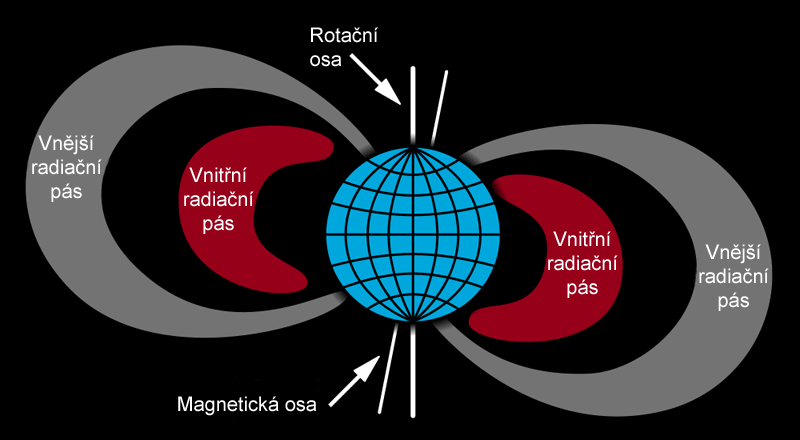 Rotační
osa
Vnější
radiační
pás
Vnitřní
radiační
pás
Vnitřní
radiační
pás
Vnější
radiační
pás
Magnetická osa